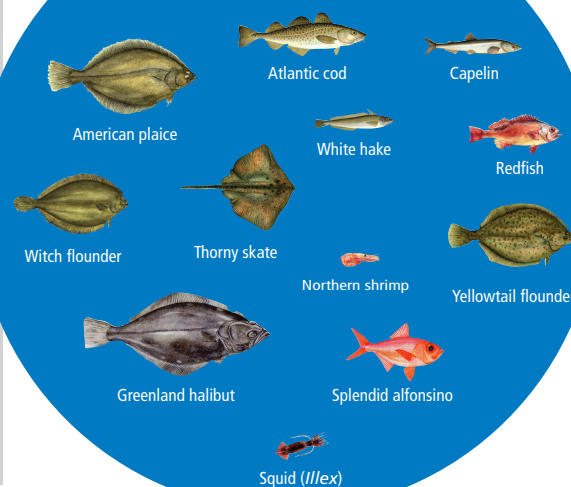 Atlantic cod
Capelin
American plaice
White hake
Redfish
Witch flounder
Thorny skate
Northern shrimp
Yellowtail flounde
Greenland halibut
Splendid alfonsino
Squid (Illex)